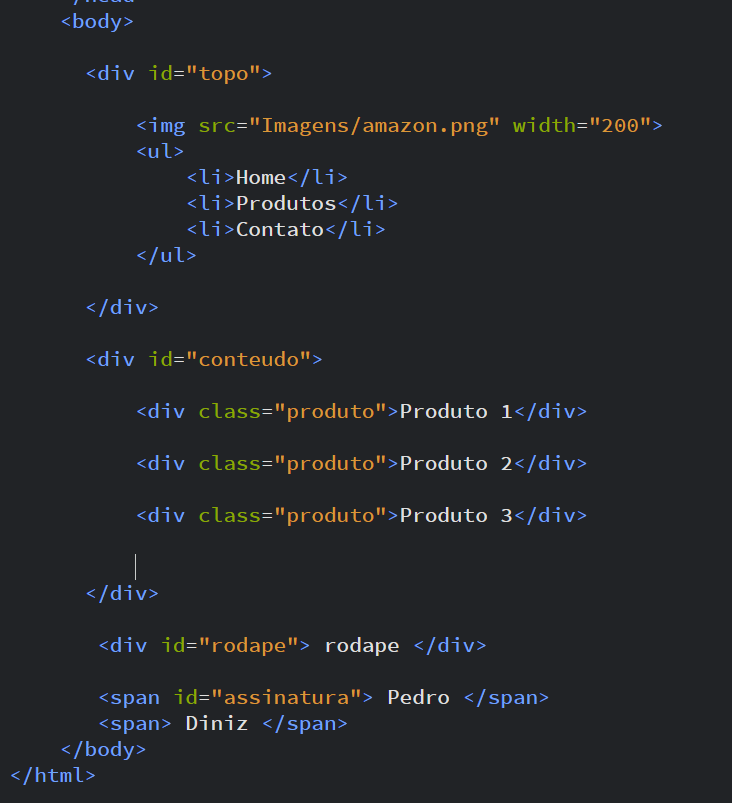 <body>
<div id="topo">
<img src="Imagens/amazon.png" width="200">
<ul>
<li>Home</li>
<li>Produtos</li>
<li>Contato</li>
</ul>
</div>
<div id="conteudo">
<div class="produto">Produto 1</div>
<div class="produto">Produto 2</div>
<div class="produto">Produto 3</div>
</div>
<div id="rodape"> rodape </div>
<span id="assinatura"> Pedro </span>
<span> Diniz </span>
</body>
</html>